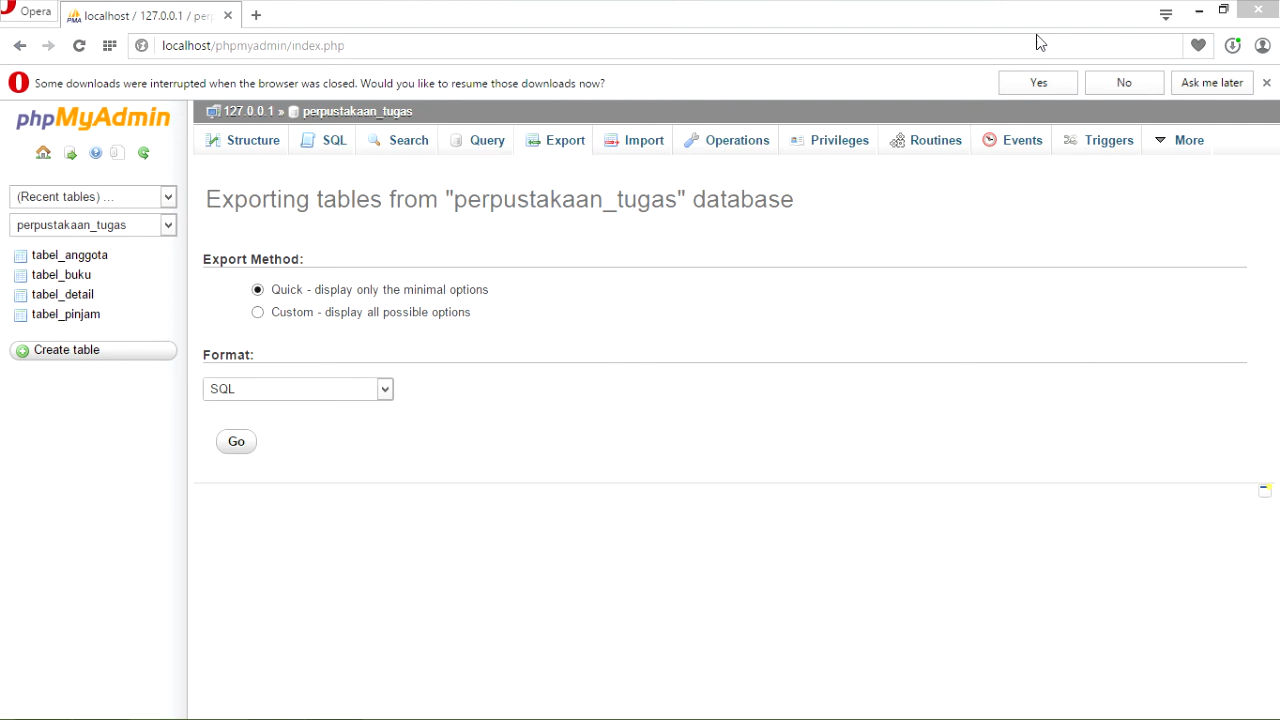 Opera
PMA localhost / 127.0.0.1 / per
localhost/phpmyadmin/index.php
Some downloads were interrupted when the browser was closed. Would you like to resume those downloads now?
Yes
No
Ask me later
phpMyAdmin
127.0.0.1 » perpustakaan_tugas
Structure
SQL
Search
Query
Export
Import
Operations
Privileges
Routines
Events
Triggers
More
(Recent tables) ...
perpustakaan_tugas
tabel_anggota
tabel_buku
tabel_detail
tabel_pinjam
Create table
Exporting tables from "perpustakaan_tugas" database
Export Method:
Quick - display only the minimal options
Custom - display all possible options
Format:
SQL
Go